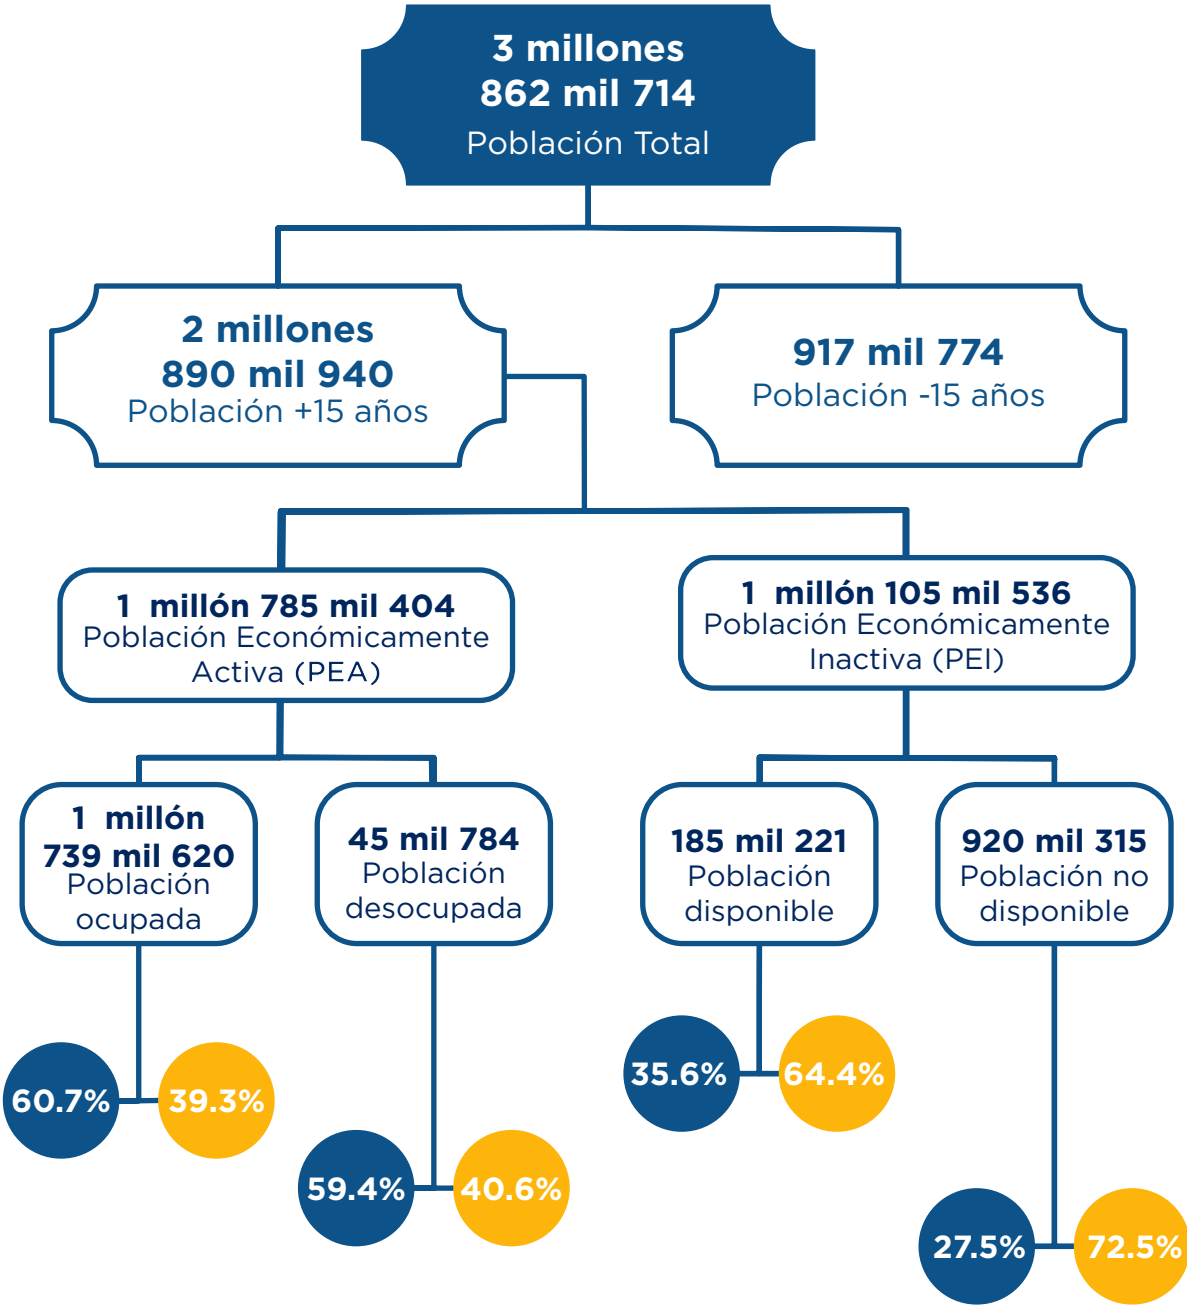 3 millones
862 mil 714
Población Total
2 millones
890 mil 940
Población +15 años
917 mil 774
Población -15 años
1 millón 785 mil 404
Población Económicamente
Activa (PEA)
1 millón 105 mil 536
Población Económicamente
Inactiva (PEI)
1 millón
739 mil 620
Población
ocupada
45 mil 784
Población
desocupada
185 mil 221
Población
disponible
920 mil 315
Población no
disponible
60.7%
39.3%
59.4%
40.6%
35.6%
64.4%
27.5%
72.5%